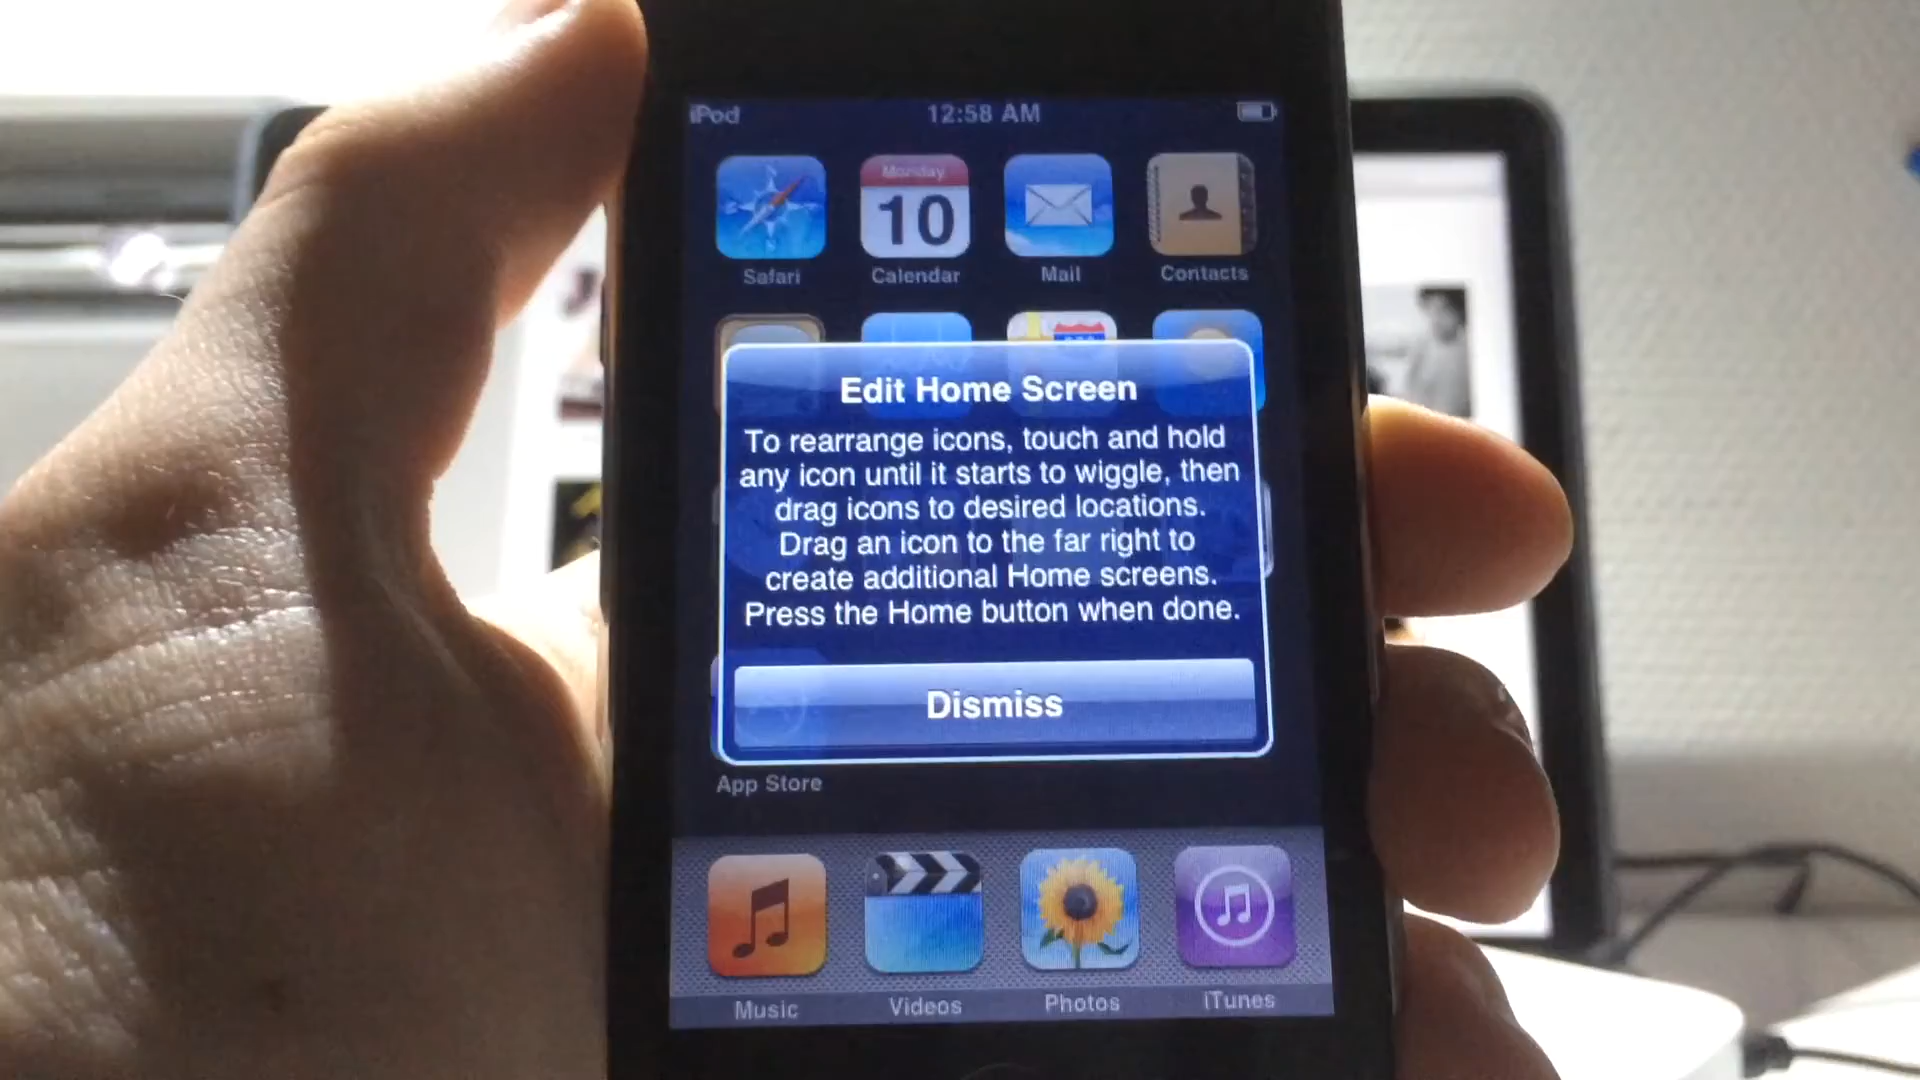 iPod 12:58 AM
Monday
10
Safari Calendar Mail Contacts
Edit Home Screen
To rearrange icons, touch and hold
any icon until it starts to wiggle, then
drag icons to desired locations.
Drag an icon to the far right to
create additional Home screens.
Press the Home button when done.
Dismiss
App Store
Music Videos Photos iTunes